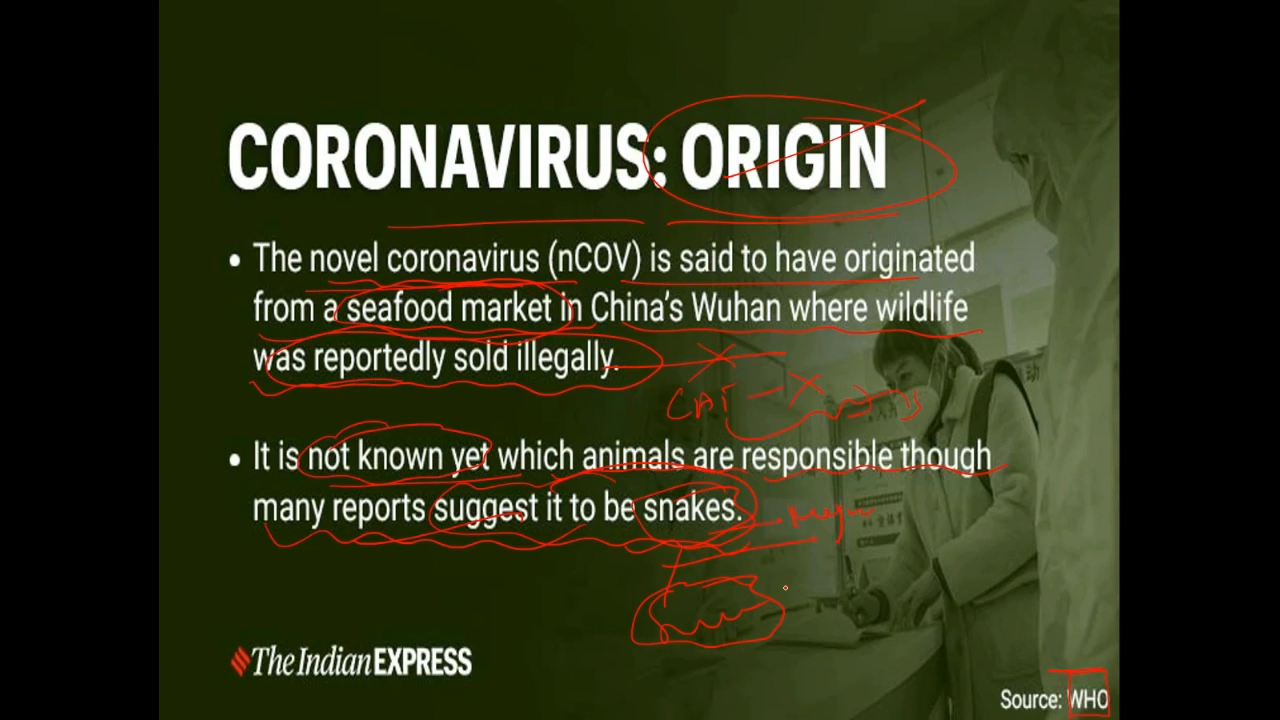 CORONAVIRUS: ORIGIN
• The novel coronavirus (nCOV) is said to have originated
from a seafood market in China's Wuhan where wildlife
was reportedly sold illegally.
• It is not known yet which animals are responsible though
many reports suggest it to be snakes.
The Indian EXPRESS
Source: WHO